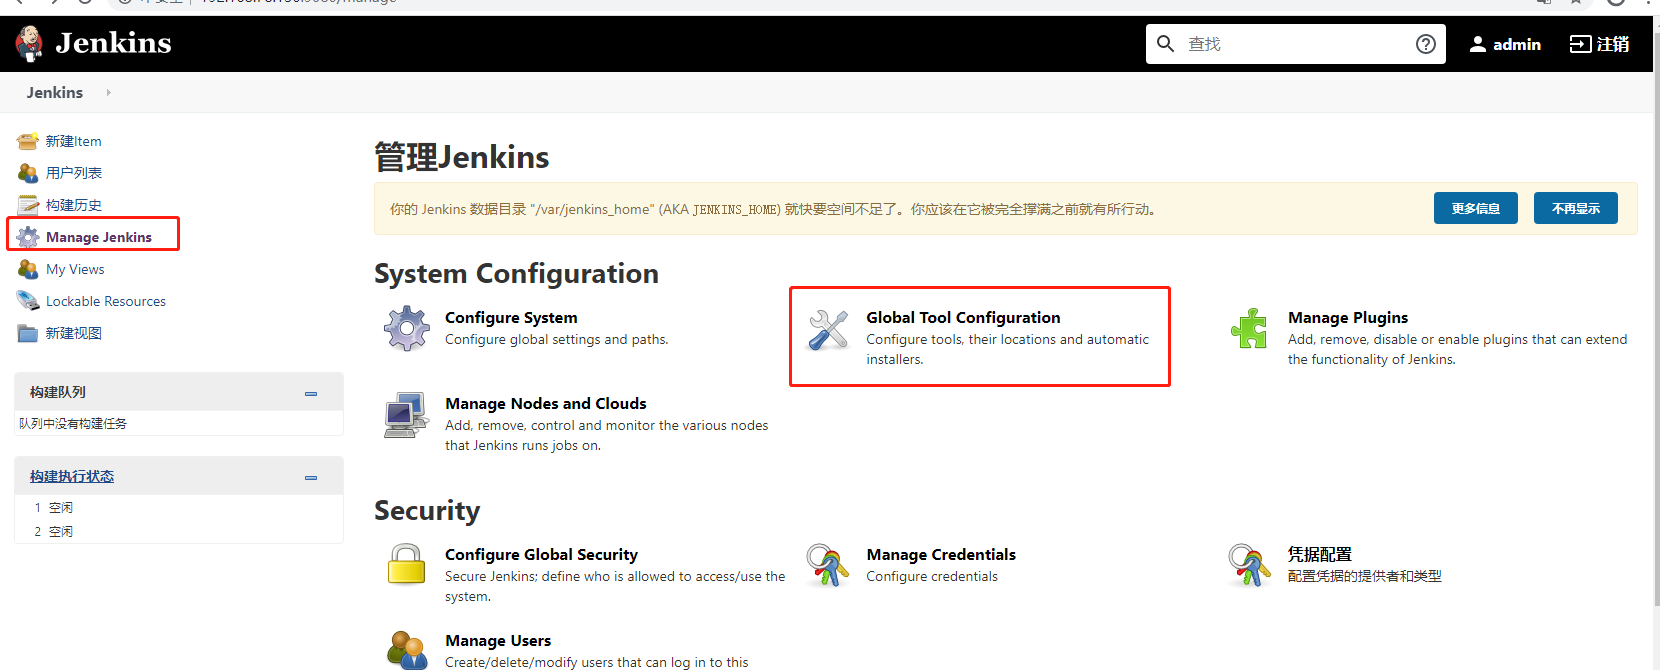 Jenkins
查找
admin
注销
Jenkins
新建Item
用户列表
构建历史
Manage Jenkins
My Views
Lockable Resources
新建视图
构建队列
队列中没有构建任务
构建执行状态
1 空闲
2 空闲
管理Jenkins
你的 Jenkins 数据目录 "/var/jenkins_home" (AKA JENKINS_HOME) 就快要空间不足了。你应该在它被完全撑满之前就有所行动。
更多信息
不再显示
System Configuration
Configure System
Configure global settings and paths.
Global Tool Configuration
Configure tools, their locations and automatic
installers.
Manage Plugins
Add, remove, disable or enable plugins that can extend
the functionality of Jenkins.
Manage Nodes and Clouds
Add, remove, control and monitor the various nodes
that Jenkins runs jobs on.
Security
Configure Global Security
Secure Jenkins; define who is allowed to access/use the
system.
Manage Credentials
Configure credentials
凭据配置
配置凭据的提供者和类型
Manage Users
Create/delete/modify users that can log in to this